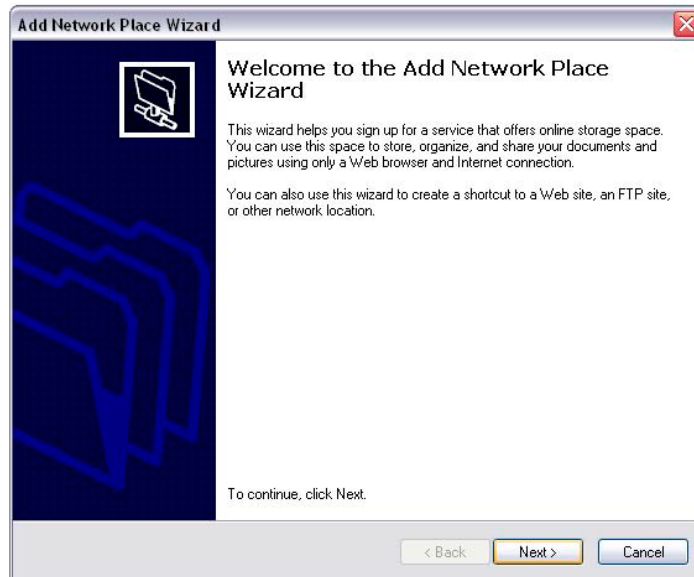 Add Network Place Wizard
Welcome to the Add Network Place
Wizard
This wizard helps you sign up for a service that offers online storage space.
You can use this space to store, organize, and share your documents and
pictures using only a Web browser and Internet connection.
You can also use this wizard to create a shortcut to a Web site, an FTP site,
or other network location.
To continue, click Next.
< Back
Next >
Cancel